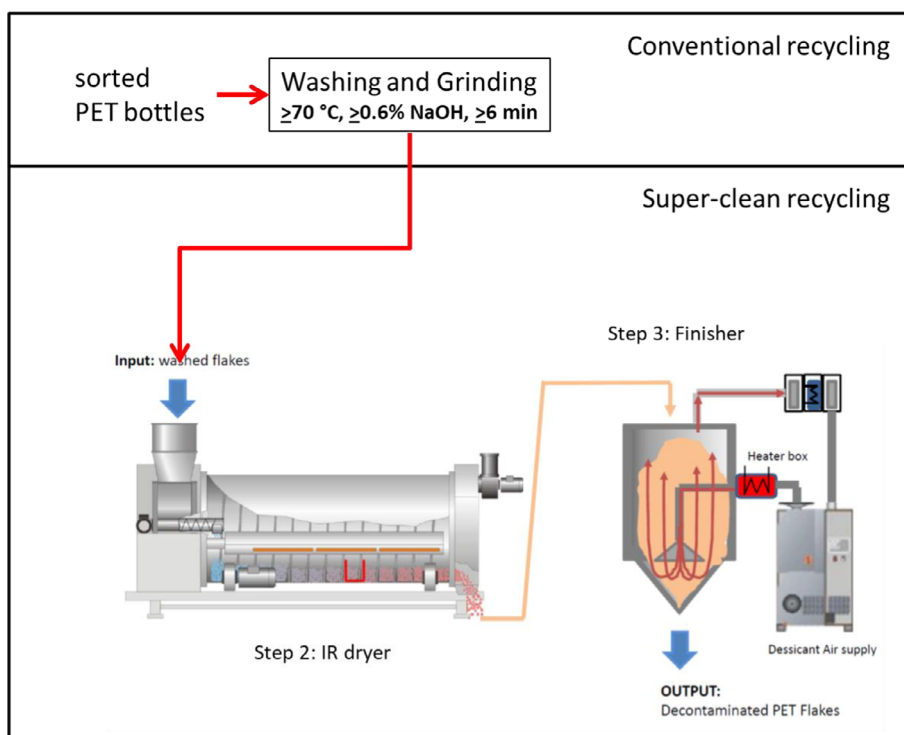 Conventional recycling
sorted
PET bottles
Washing and Grinding
≥70 °C, ≥0.6% NaOH, ≥6 min
Super-clean recycling
Step 3: Finisher
Input: washed flakes
Heater box
Step 2: IR dryer
Dessicant Air supply
OUTPUT:
Decontaminated PET Flakes